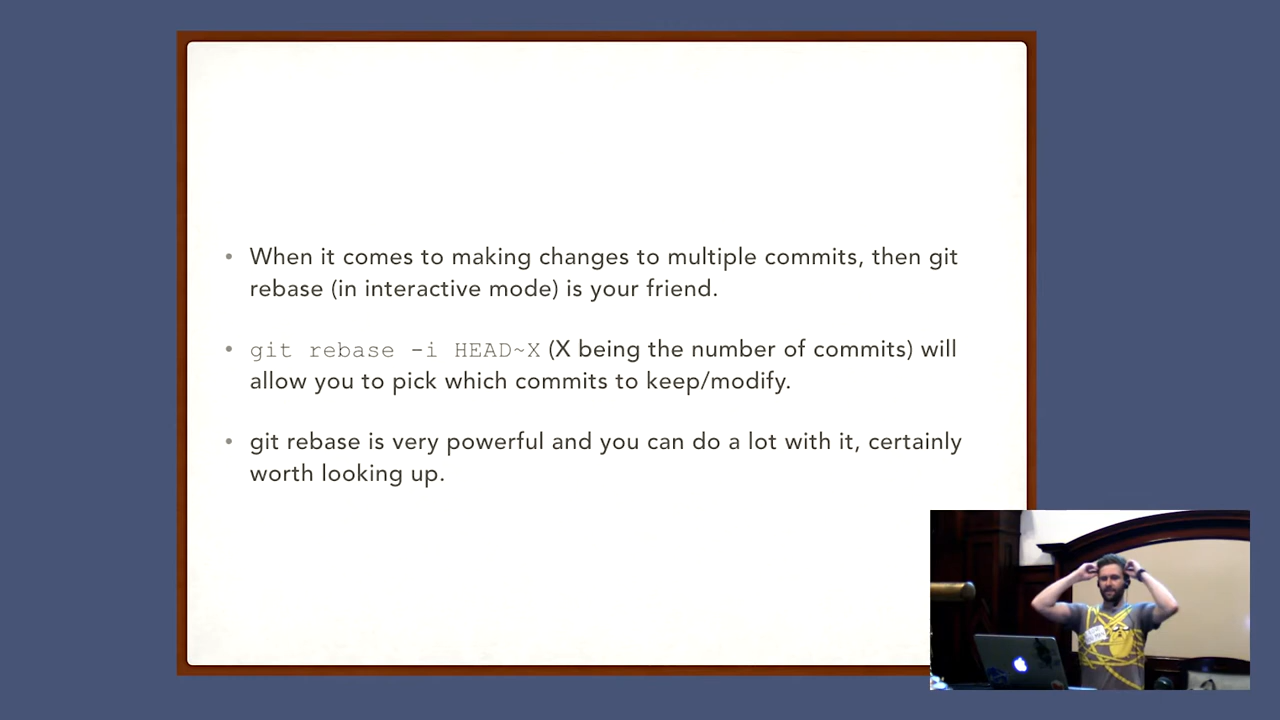 • When it comes to making changes to multiple commits, then git
rebase (in interactive mode) is your friend.
• git rebase -i HEAD~X (X being the number of commits) will
allow you to pick which commits to keep/modify.
• git rebase is very powerful and you can do a lot with it, certainly
worth looking up.